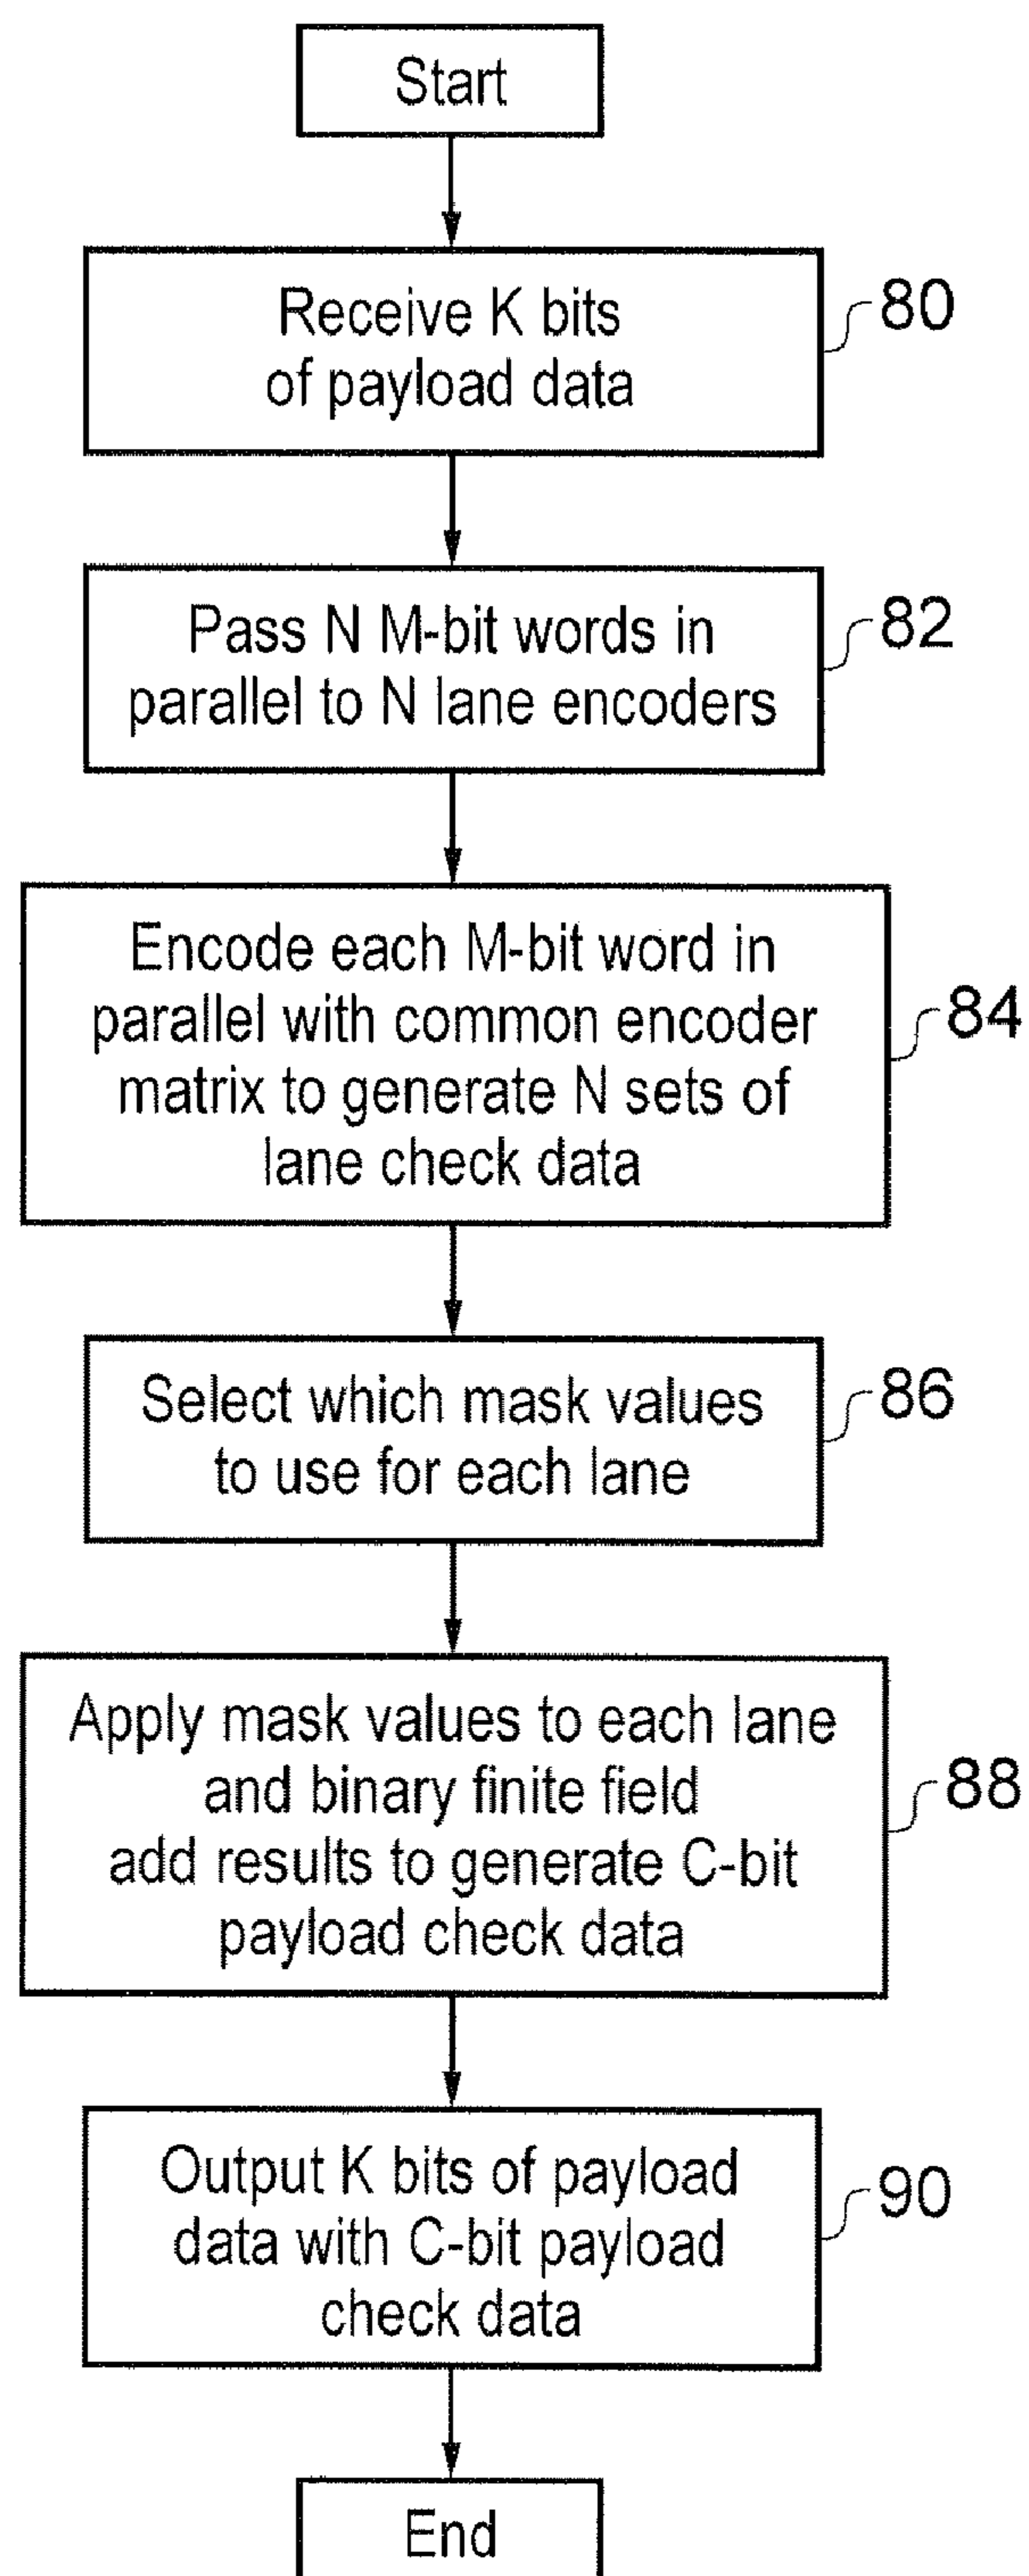 Start
Receive K bits
of payload data
80
Pass N M-bit words in
parallel to N lane encoders
82
Encode each M-bit word in
parallel with common encoder
matrix to generate N sets of
lane check data
84
Select which mask values
to use for each lane
86
Apply mask values to each lane
and binary finite field
add results to generate C-bit
payload check data
88
Output K bits of payload
data with C-bit payload
check data
90
End